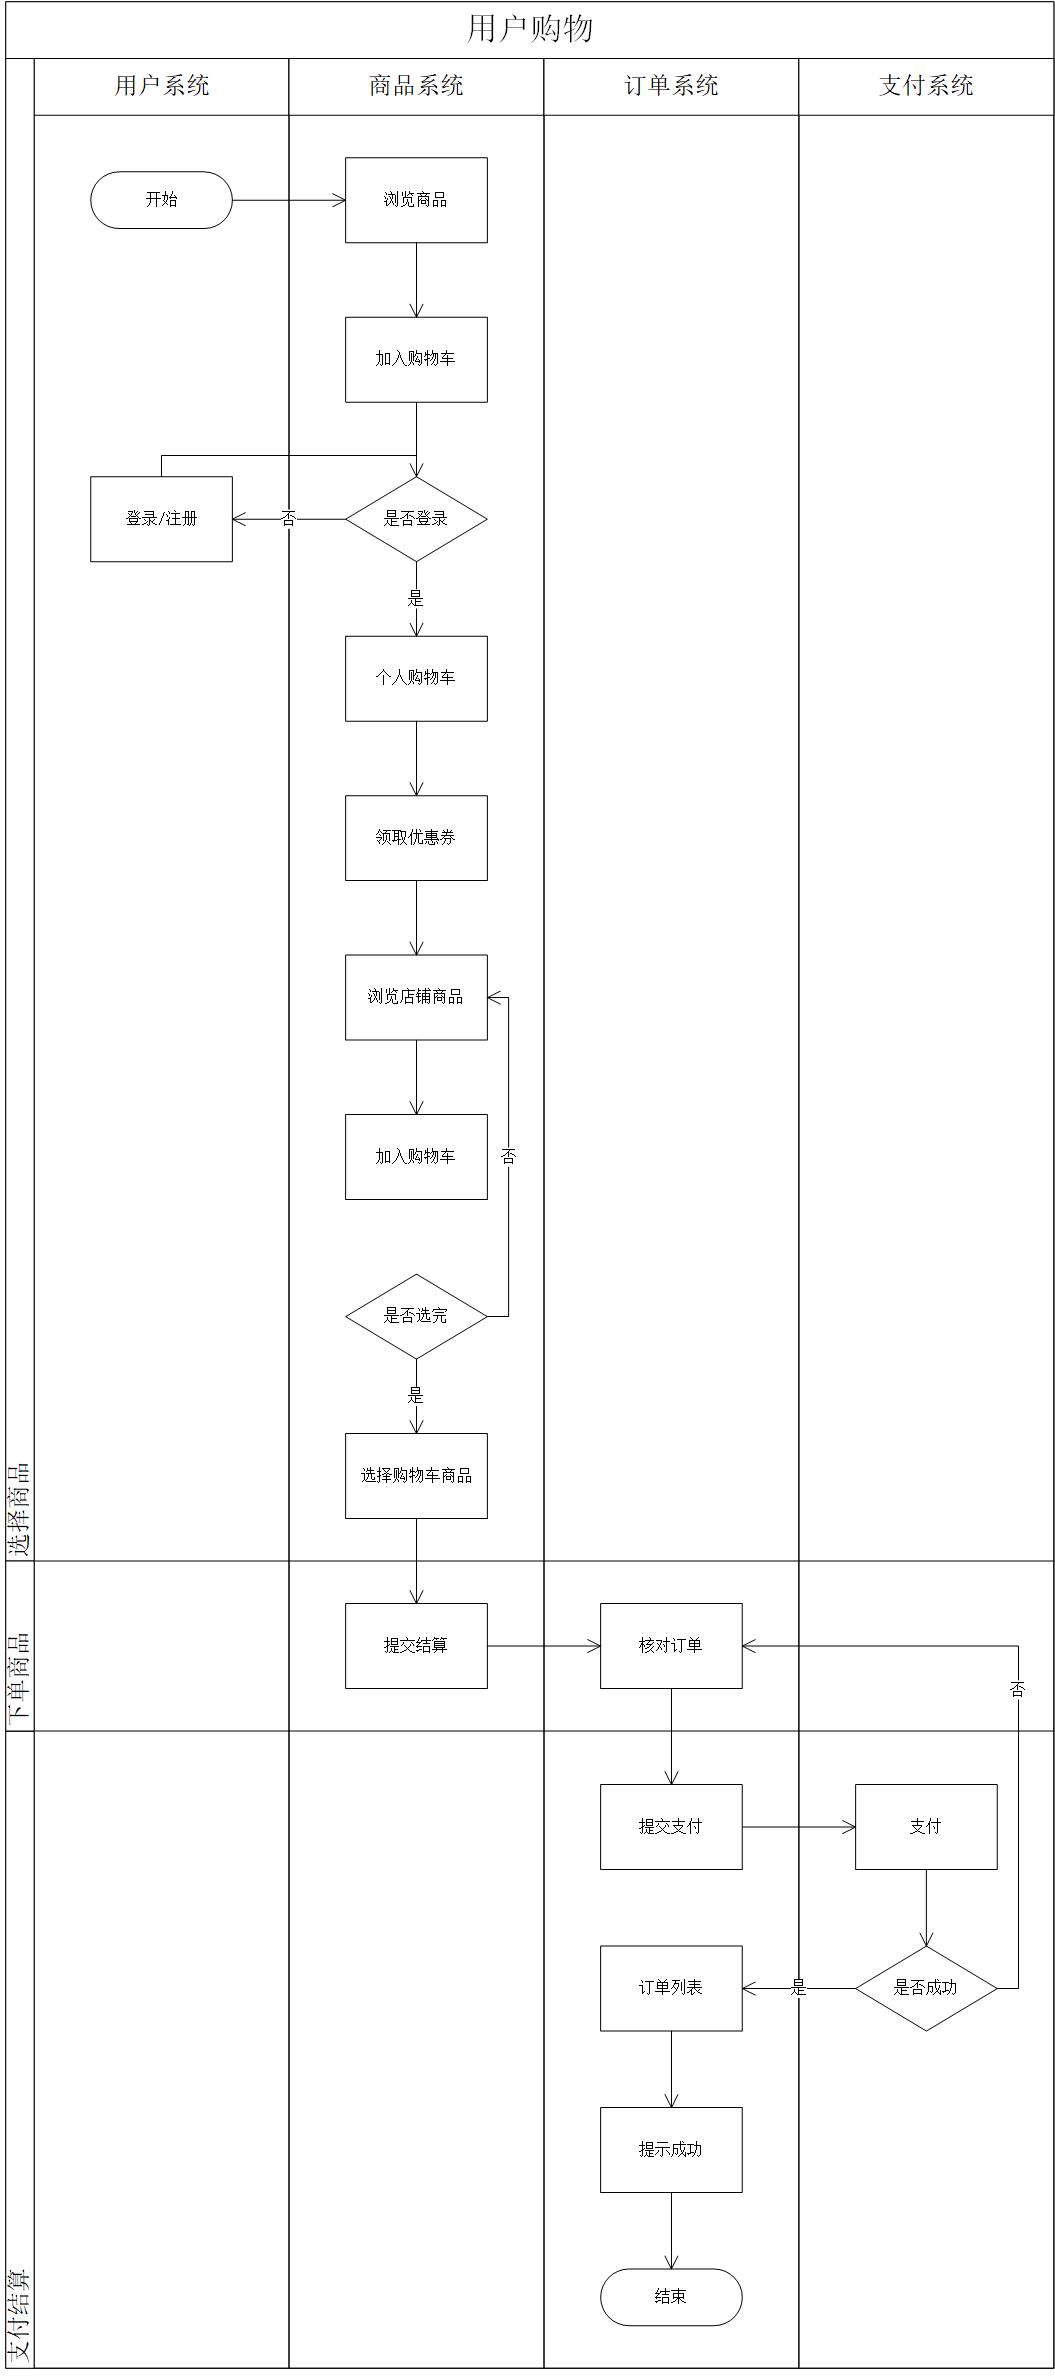 用户购物
用户系统
商品系统
订单系统
支付系统
开始
浏览商品
加入购物车
登录/注册
否
是否登录
是
个人购物车
领取优惠券
浏览店铺商品
加入购物车
否
是否选完
是
选择购物车商品
选择商品
提交结算
核对订单
否
下单商品
提交支付
支付
订单列表
是
是否成功
提示成功
结束
支付结算